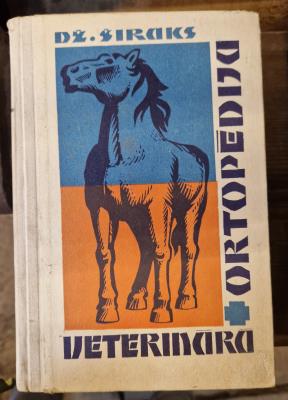 DŽ. ŠIRAKS
VETERINĀRĀ
ORTOPĒDIJA